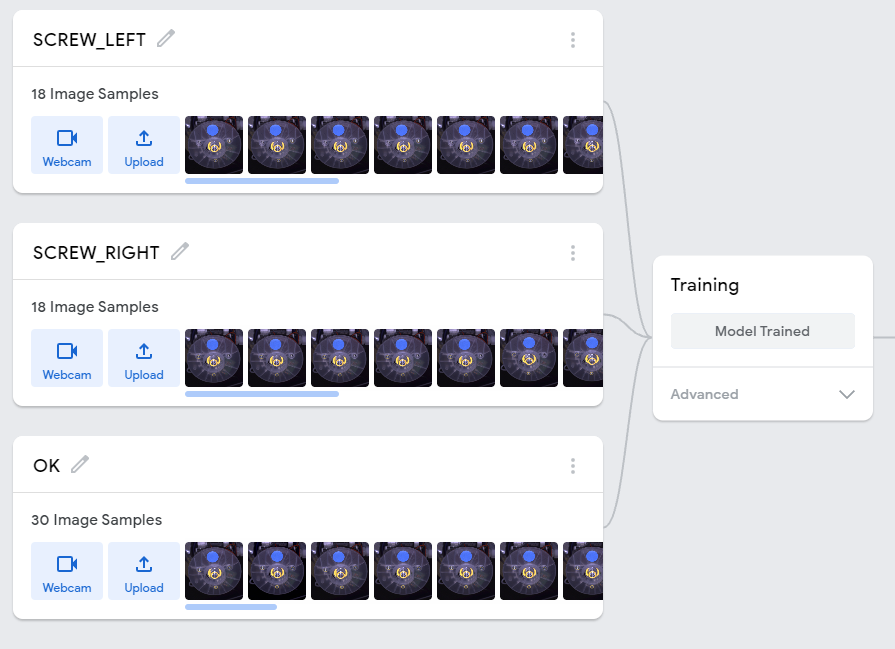 SCREW_LEFT
18 Image Samples
Webcam
Upload
SCREW_RIGHT
18 Image Samples
Webcam
Upload
OK
30 Image Samples
Webcam
Upload
Training
Model Trained
Advanced